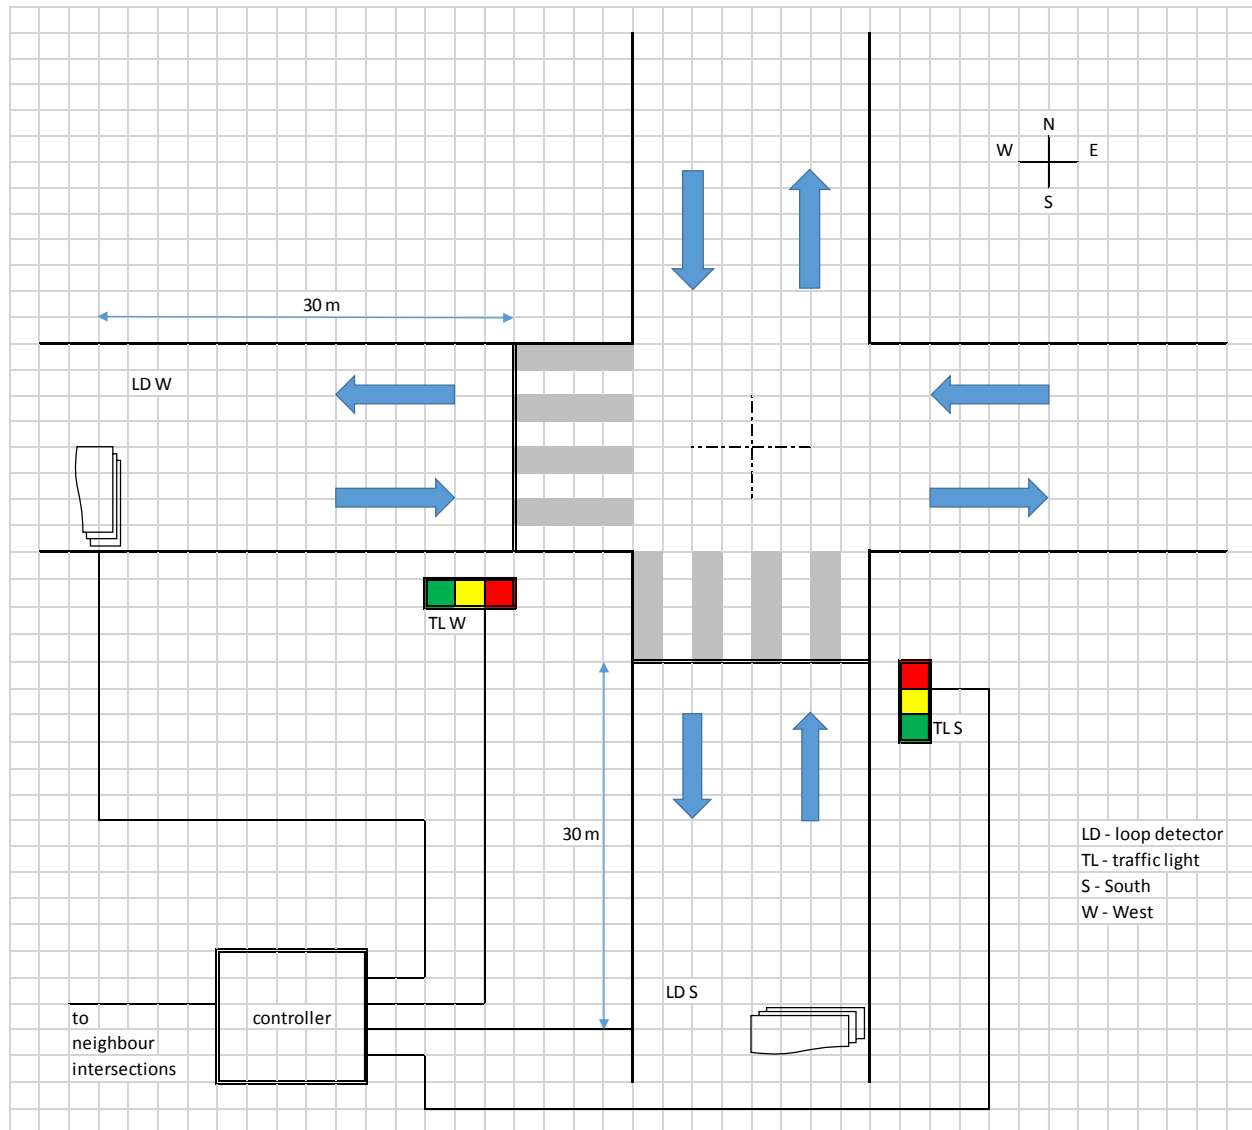 N
W
E
S
30 m
LD W
TL W
TL S
30 m
LD - loop detector
TL - traffic light
S - South
W - West
LD S
controller
to
neighbour
intersections